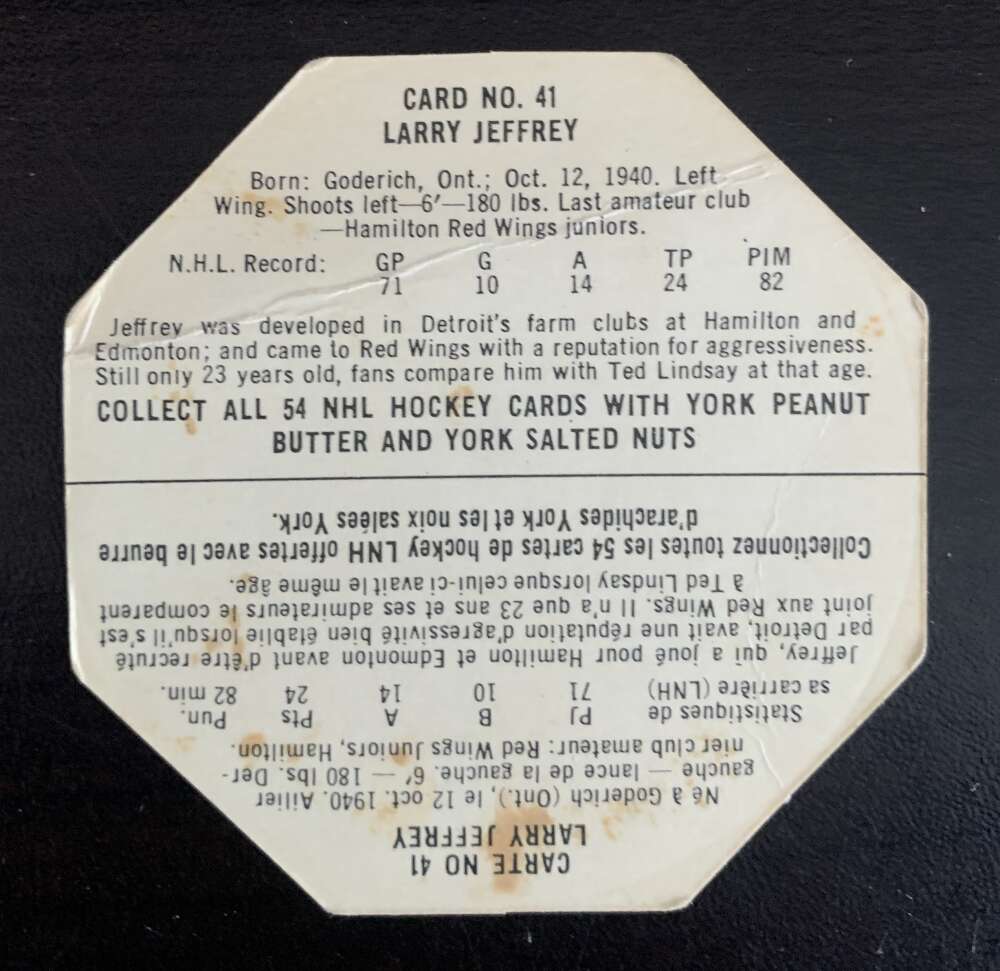 CARD NO. 41
LARRY JEFFREY
Born: Goderich, Ont.; Oct. 12, 1940. Left
Wing. Shoots left—6′—180 lbs. Last amateur club
—Hamilton Red Wings juniors.
N.H.L. Record: GP G A TP PIM
71 10 14 24 82
Jeffrey was developed in Detroit's farm clubs at Hamilton and
Edmonton; and came to Red Wings with a reputation for aggressiveness.
Still only 23 years old, fans compare him with Ted Lindsay at that age.
COLLECT ALL 54 NHL HOCKEY CARDS WITH YORK PEANUT
BUTTER AND YORK SALTED NUTS
CARTE NO 41
LARRY JEFFREY
Né à Goderich (Ont.), le 12 oct. 1940. Ailier
gauche — lance de la gauche. 6′ — 180 lbs. Der-
nier club amateur: Red Wings Juniors, Hamilton.
Statistiques de PJ B A Pts Pun.
sa carrière (LNH) 71 10 14 24 82 min.
Jeffrey, qui a joué pour Hamilton et Edmonton avant d'être recruté
par Detroit, avait une réputation d'agressivité bien établie lorsqu'il s'est
joint aux Red Wings. Il n'a que 23 ans et ses admirateurs le comparent
à Ted Lindsay lorsque celui-ci avait le même âge.
Collectionnez toutes les 54 cartes de hockey LNH offertes avec le beurre
d'arachides York et les noix salées York.